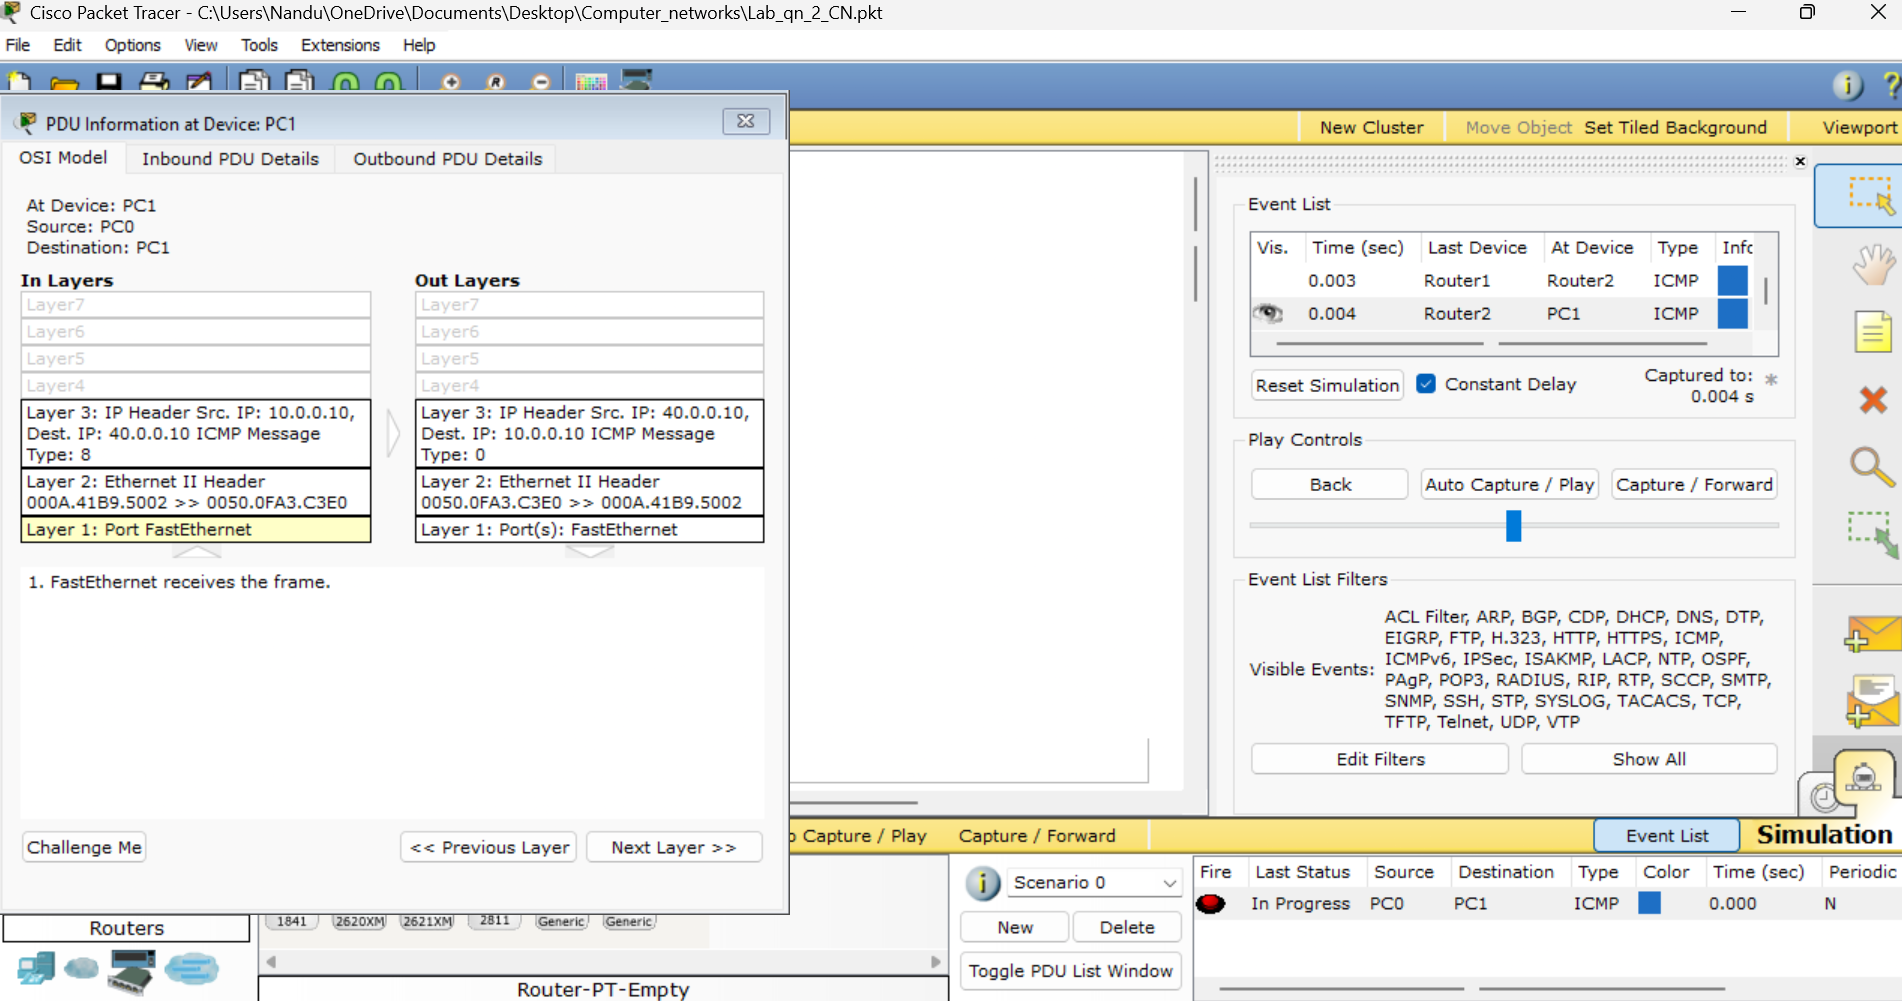 Cisco Packet Tracer - C:\Users\Nandu\OneDrive\Documents\Desktop\Computer_networks\Lab_qn_2_CN.pkt
File Edit Options View Tools Extensions Help
New Cluster Move Object Set Tiled Background Viewport
PDU Information at Device: PC1
OSI Model Inbound PDU Details Outbound PDU Details
At Device: PC1
Source: PC0
Destination: PC1
In Layers
Layer7
Layer6
Layer5
Layer4
Layer 3: IP Header Src. IP: 10.0.0.10,
Dest. IP: 40.0.0.10 ICMP Message
Type: 8
Layer 2: Ethernet II Header
000A.41B9.5002 >> 0050.0FA3.C3E0
Layer 1: Port FastEthernet
Out Layers
Layer7
Layer6
Layer5
Layer4
Layer 3: IP Header Src. IP: 40.0.0.10,
Dest. IP: 10.0.0.10 ICMP Message
Type: 0
Layer 2: Ethernet II Header
0050.0FA3.C3E0 >> 000A.41B9.5002
Layer 1: Port(s): FastEthernet
1. FastEthernet receives the frame.
Challenge Me << Previous Layer Next Layer >>
Event List
Vis. Time (sec) Last Device At Device Type Info
0.003 Router1 Router2 ICMP
0.004 Router2 PC1 ICMP
Reset Simulation Constant Delay
Captured to: *
0.004 s
Play Controls
Back Auto Capture / Play Capture / Forward
Event List Filters
Visible Events:
ACL Filter, ARP, BGP, CDP, DHCP, DNS, DTP,
EIGRP, FTP, H.323, HTTP, HTTPS, ICMP,
ICMPv6, IPSec, ISAKMP, LACP, NTP, OSPF,
PAgP, POP3, RADIUS, RIP, RTP, SCCP, SMTP,
SNMP, SSH, STP, SYSLOG, TACACS, TCP,
TFTP, Telnet, UDP, VTP
Edit Filters Show All
o Capture / Play Capture / Forward Event List Simulation
Routers
1841 2620XM 2621XM 2811 Generic Generic
Router-PT-Empty
Scenario 0
New Delete
Toggle PDU List Window
Fire Last Status Source Destination Type Color Time (sec) Periodic
In Progress PC0 PC1 ICMP 0.000 N